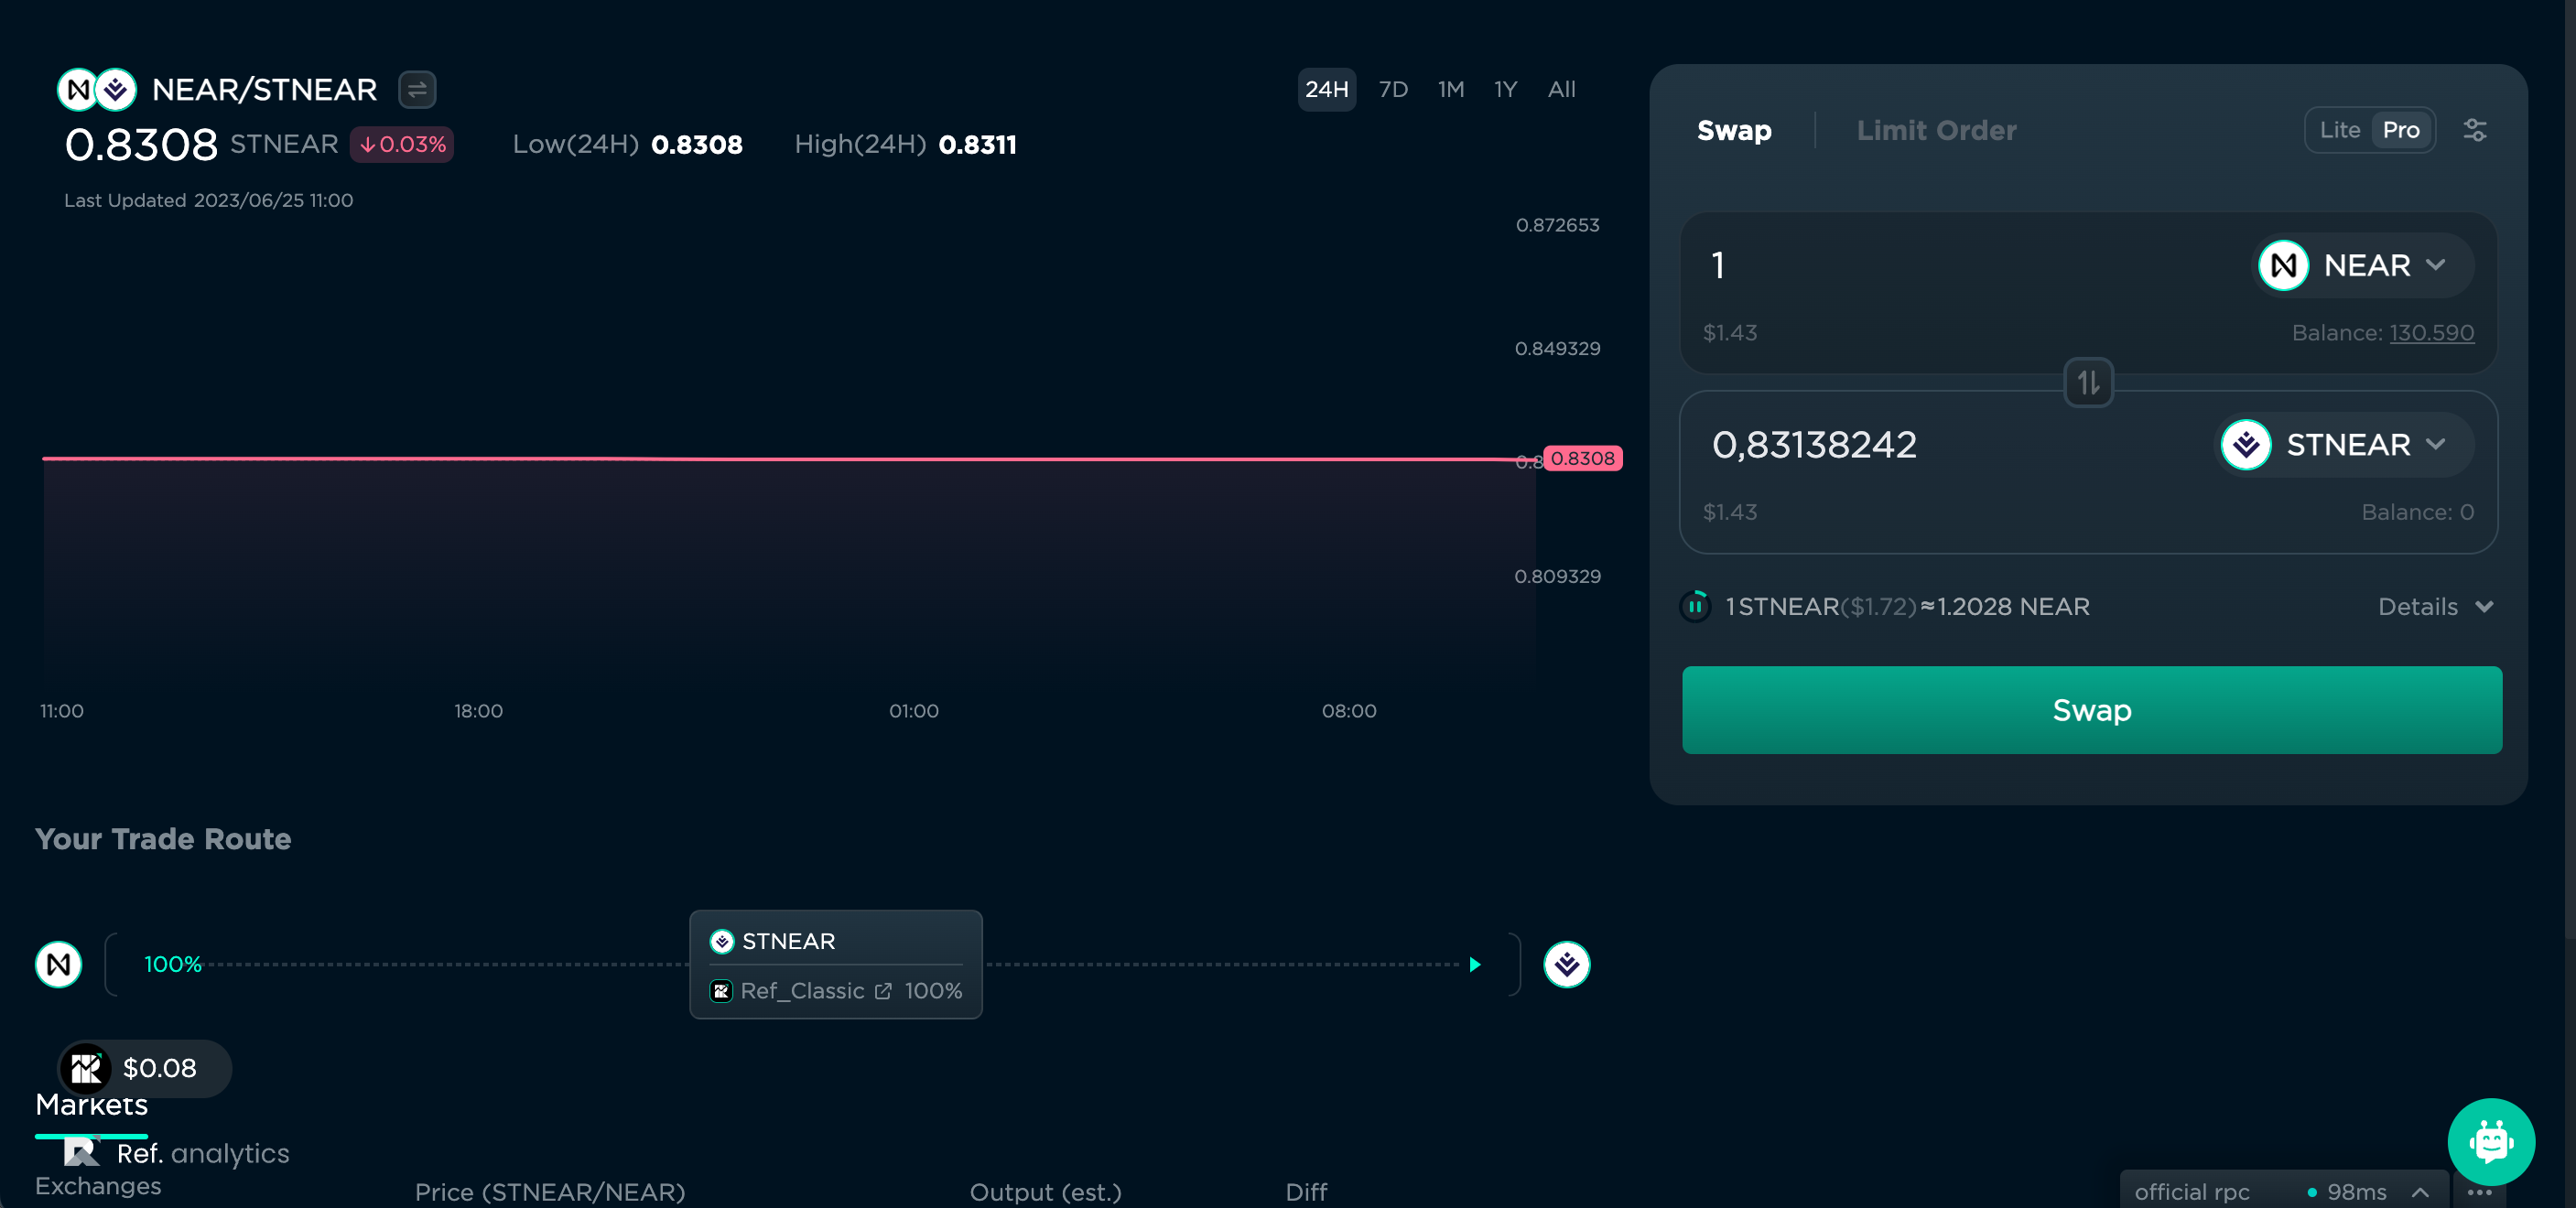 NEAR/STNEAR
24H 7D 1M 1Y All
0.8308 STNEAR ↓0.03% Low(24H) 0.8308 High(24H) 0.8311
Last Updated 2023/06/25 11:00
0.872653
0.849329
0.8308
0.809329
11:00 18:00 01:00 08:00
Swap Limit Order Lite Pro
1 NEAR
$1.43 Balance: 130.590
0,83138242 STNEAR
$1.43 Balance: 0
1 STNEAR($1.72)≈1.2028 NEAR Details
Swap
Your Trade Route
STNEAR
100%
Ref_Classic 100%
$0.08
Markets
Ref. analytics
Exchanges Price (STNEAR/NEAR) Output (est.) Diff
official rpc 98ms